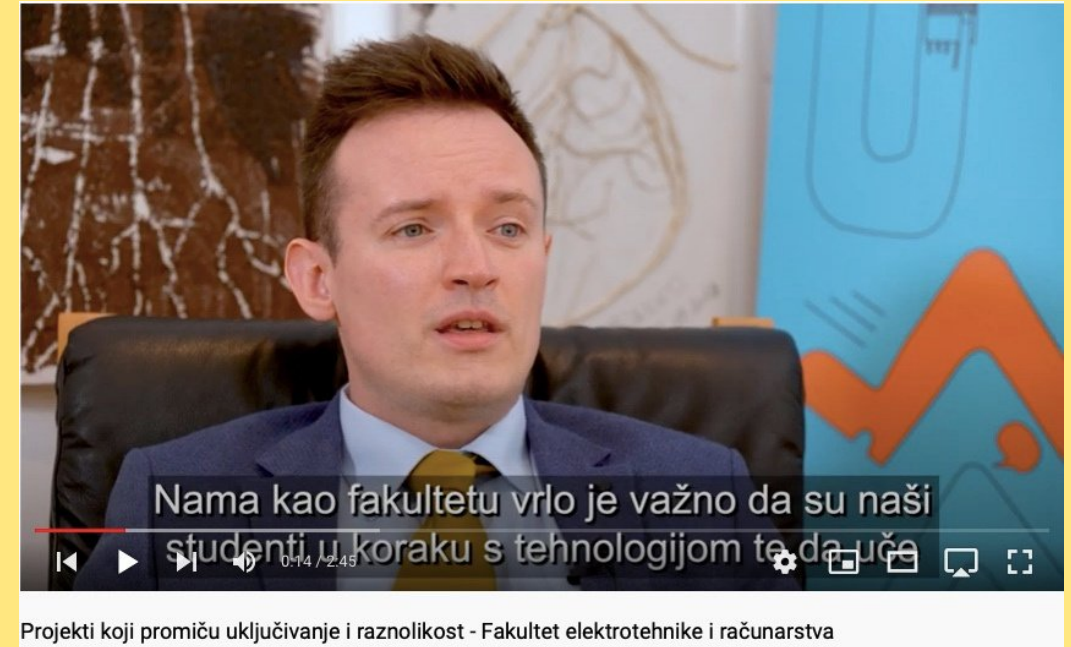 Nama kao fakultetu vrlo je važno da su naši
studenti u koraku s tehnologijom te da uče
0:14 / 2:45
Projekti koji promiču uključivanje i raznolikost - Fakultet elektrotehnike i računarstva